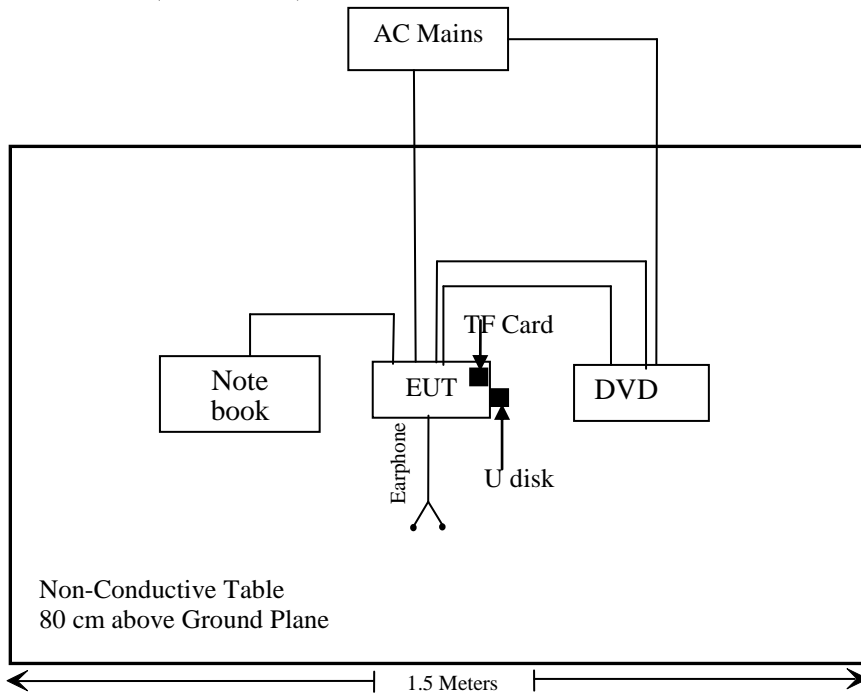 AC Mains
TF Card
Note
book
EUT
DVD
Earphone
U disk
Non-Conductive Table
80 cm above Ground Plane
1.5 Meters